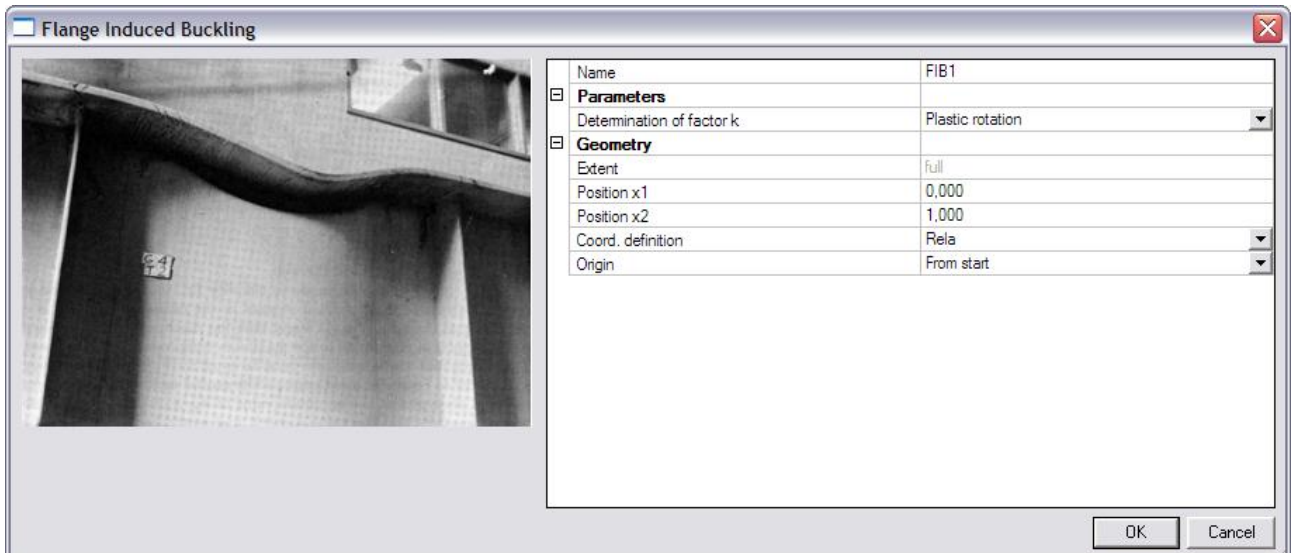 Flange Induced Buckling
Name FIB1
Parameters
Determination of factor k Plastic rotation
Geometry
Extent full
Position x1 0,000
Position x2 1,000
Coord. definition Rela
Origin From start
G4
OK Cancel